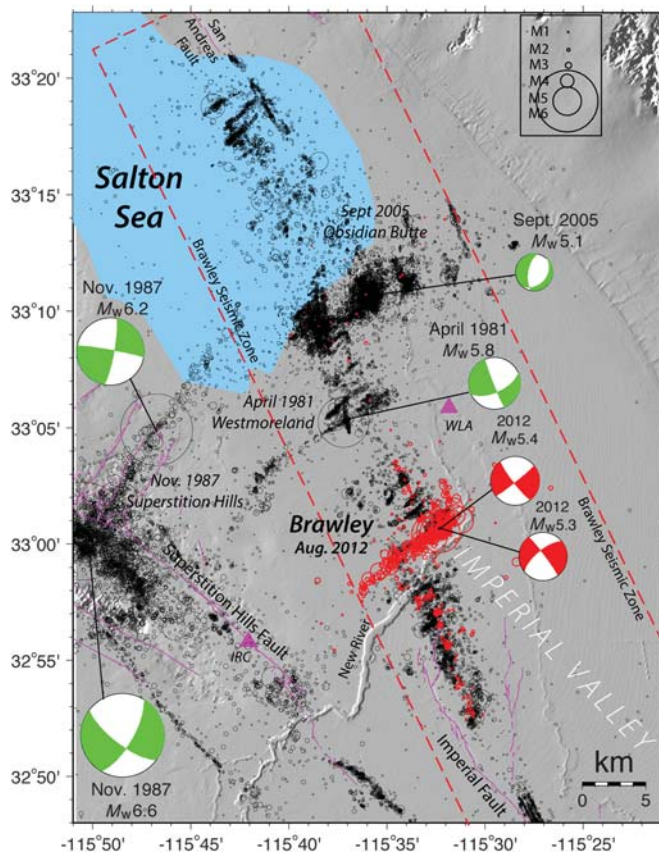 San
Andreas
Fault
M1
M2
M3
M4
M5
M6
33°20'
Salton
Sea
33°15'
Sept 2005
Obsidian Butte
Sept. 2005
Mw5.1
Brawley Seismic Zone
Nov. 1987
Mw6.2
33°10'
April 1981
Mw5.8
April 1981
Westmoreland
WLA
33°05'
2012
Mw5.4
Nov. 1987
Superstition Hills
Brawley
Aug. 2012
2012
Mw5.3
Brawley Seismic Zone
33°00'
Superstition Hills Fault
IMPERIAL VALLEY
32°55'
IRC
New River
Imperial Fault
32°50'
Nov. 1987
Mw6.6
km
0 5
-115°50' -115°45' -115°40' -115°35' -115°30' -115°25'